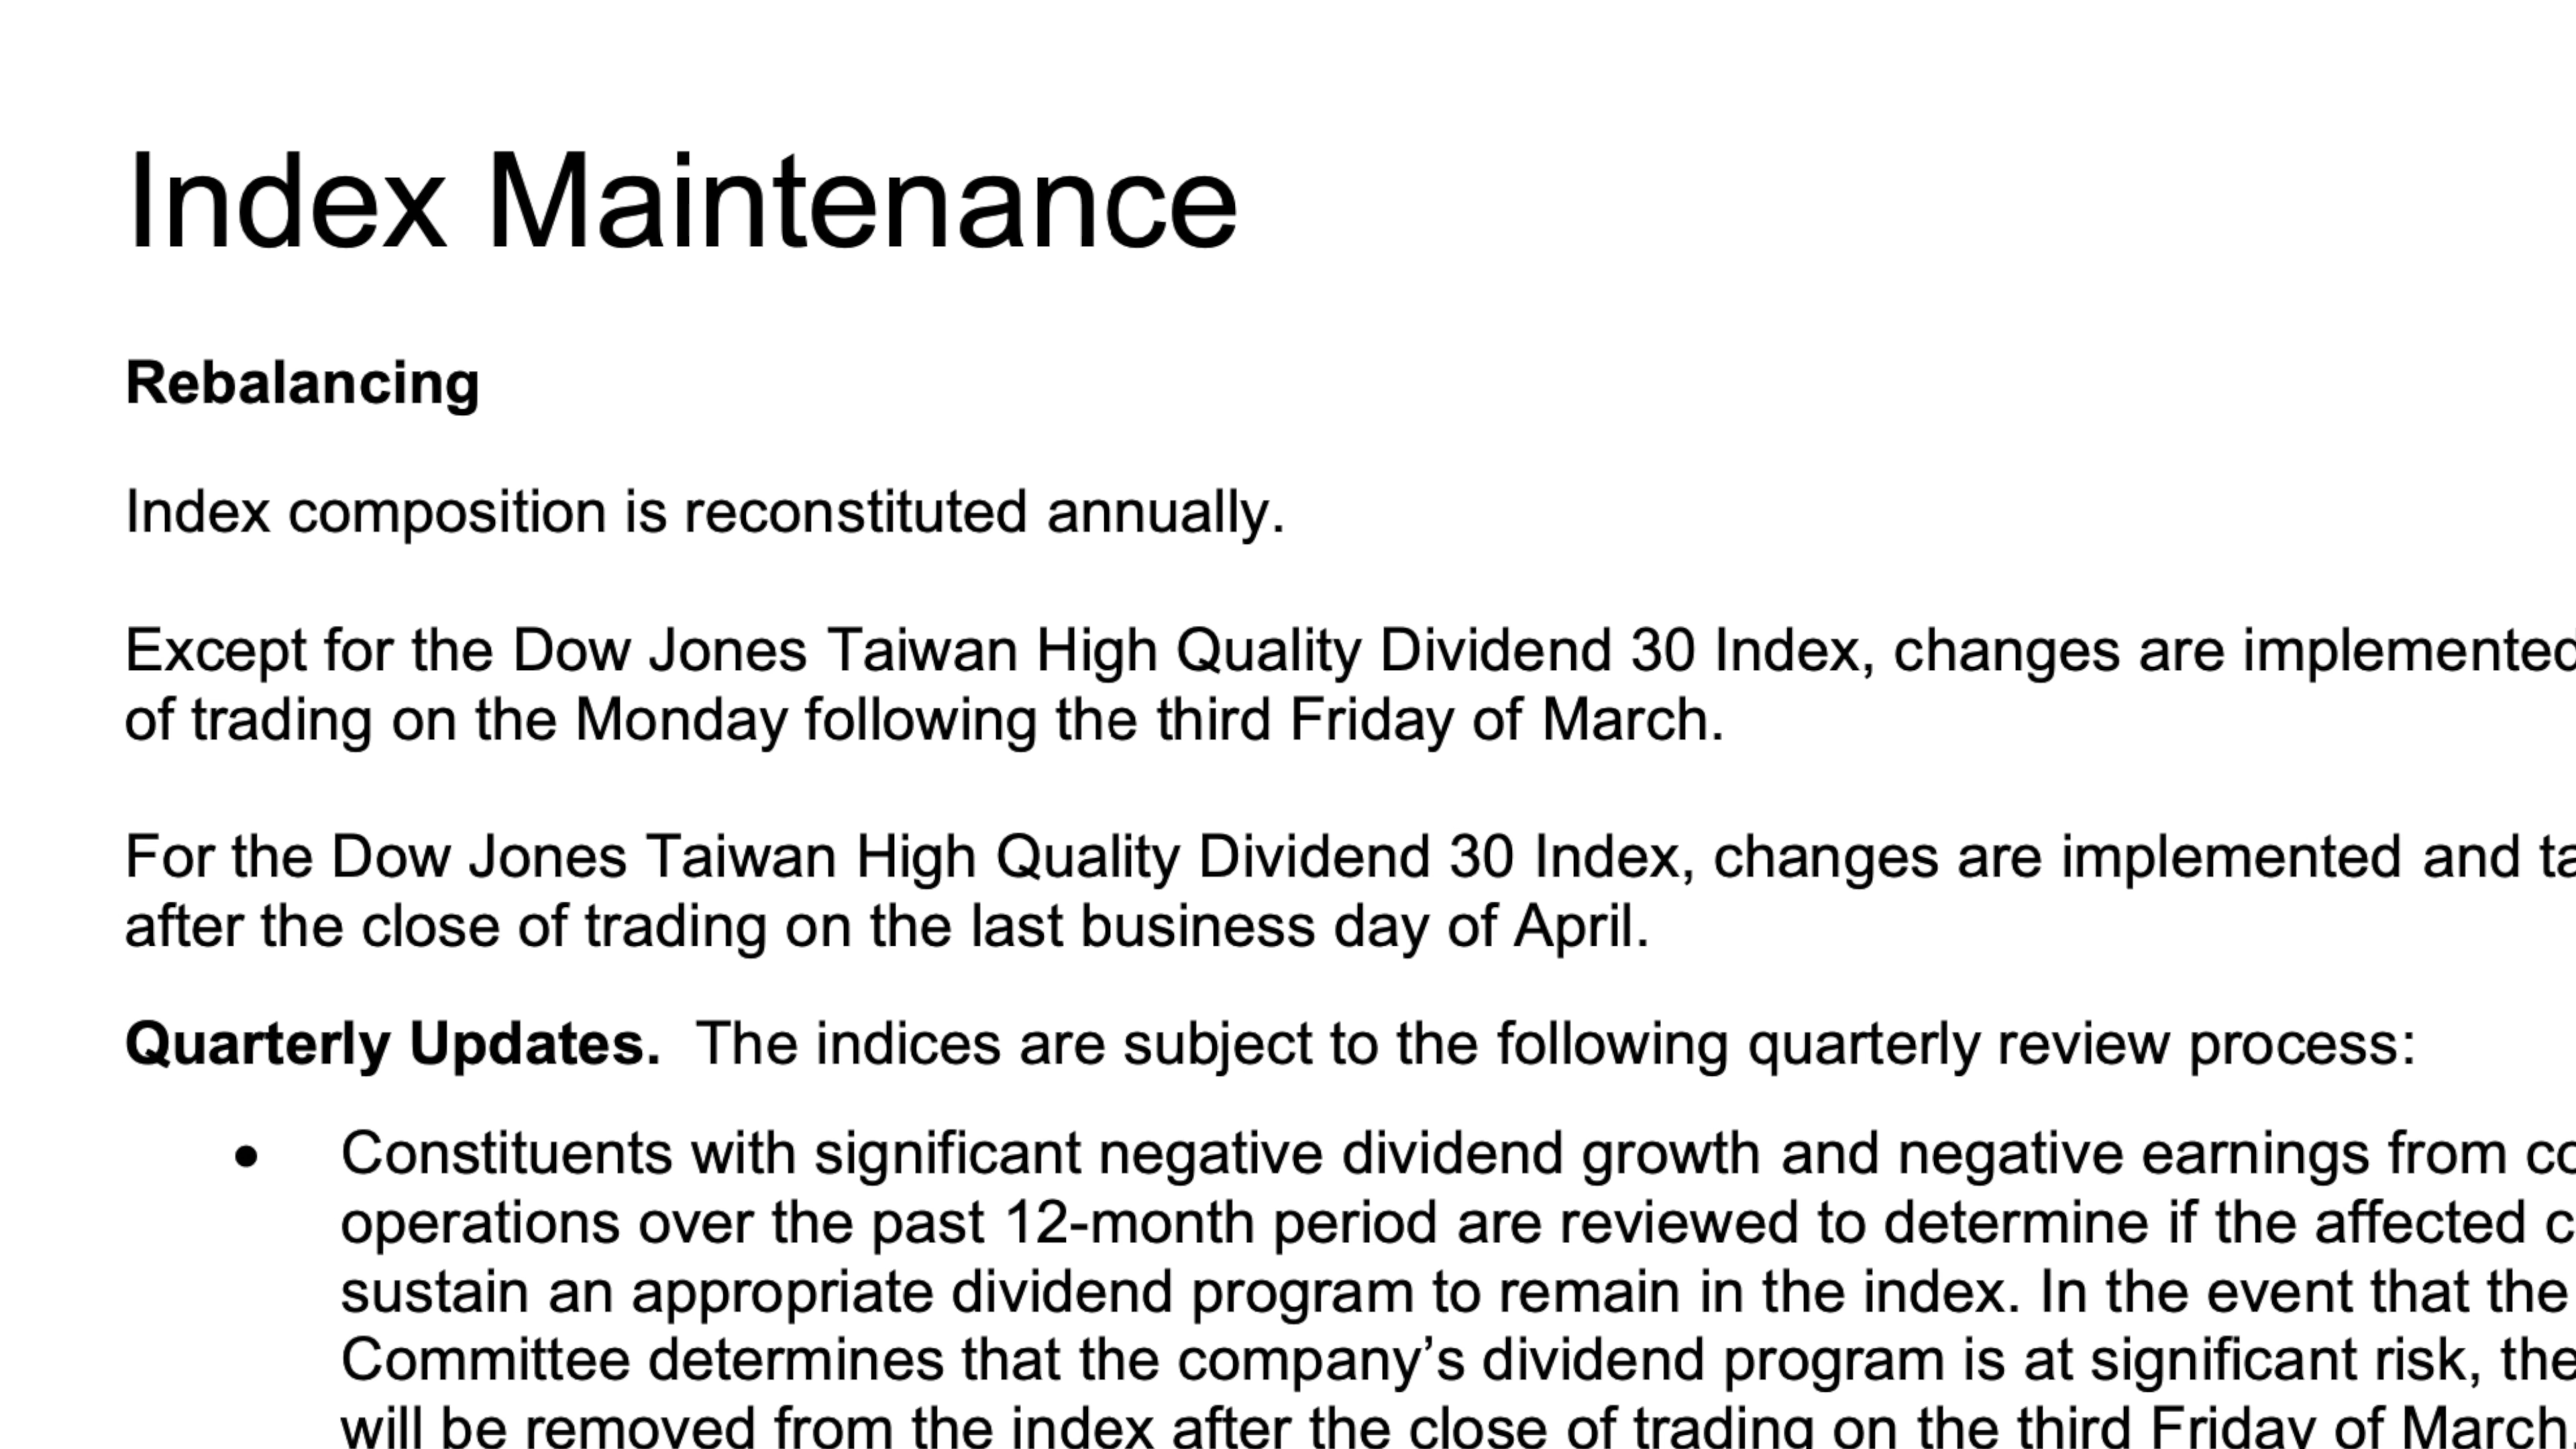 Index Maintenance
Rebalancing
Index composition is reconstituted annually.
Except for the Dow Jones Taiwan High Quality Dividend 30 Index, changes are implemented
of trading on the Monday following the third Friday of March.
For the Dow Jones Taiwan High Quality Dividend 30 Index, changes are implemented and
after the close of trading on the last business day of April.
Quarterly Updates. The indices are subject to the following quarterly review process:
• Constituents with significant negative dividend growth and negative earnings from
operations over the past 12-month period are reviewed to determine if the affected
sustain an appropriate dividend program to remain in the index. In the event that the
Committee determines that the company’s dividend program is at significant risk, the
will be removed from the index after the close of trading on the third Friday of March